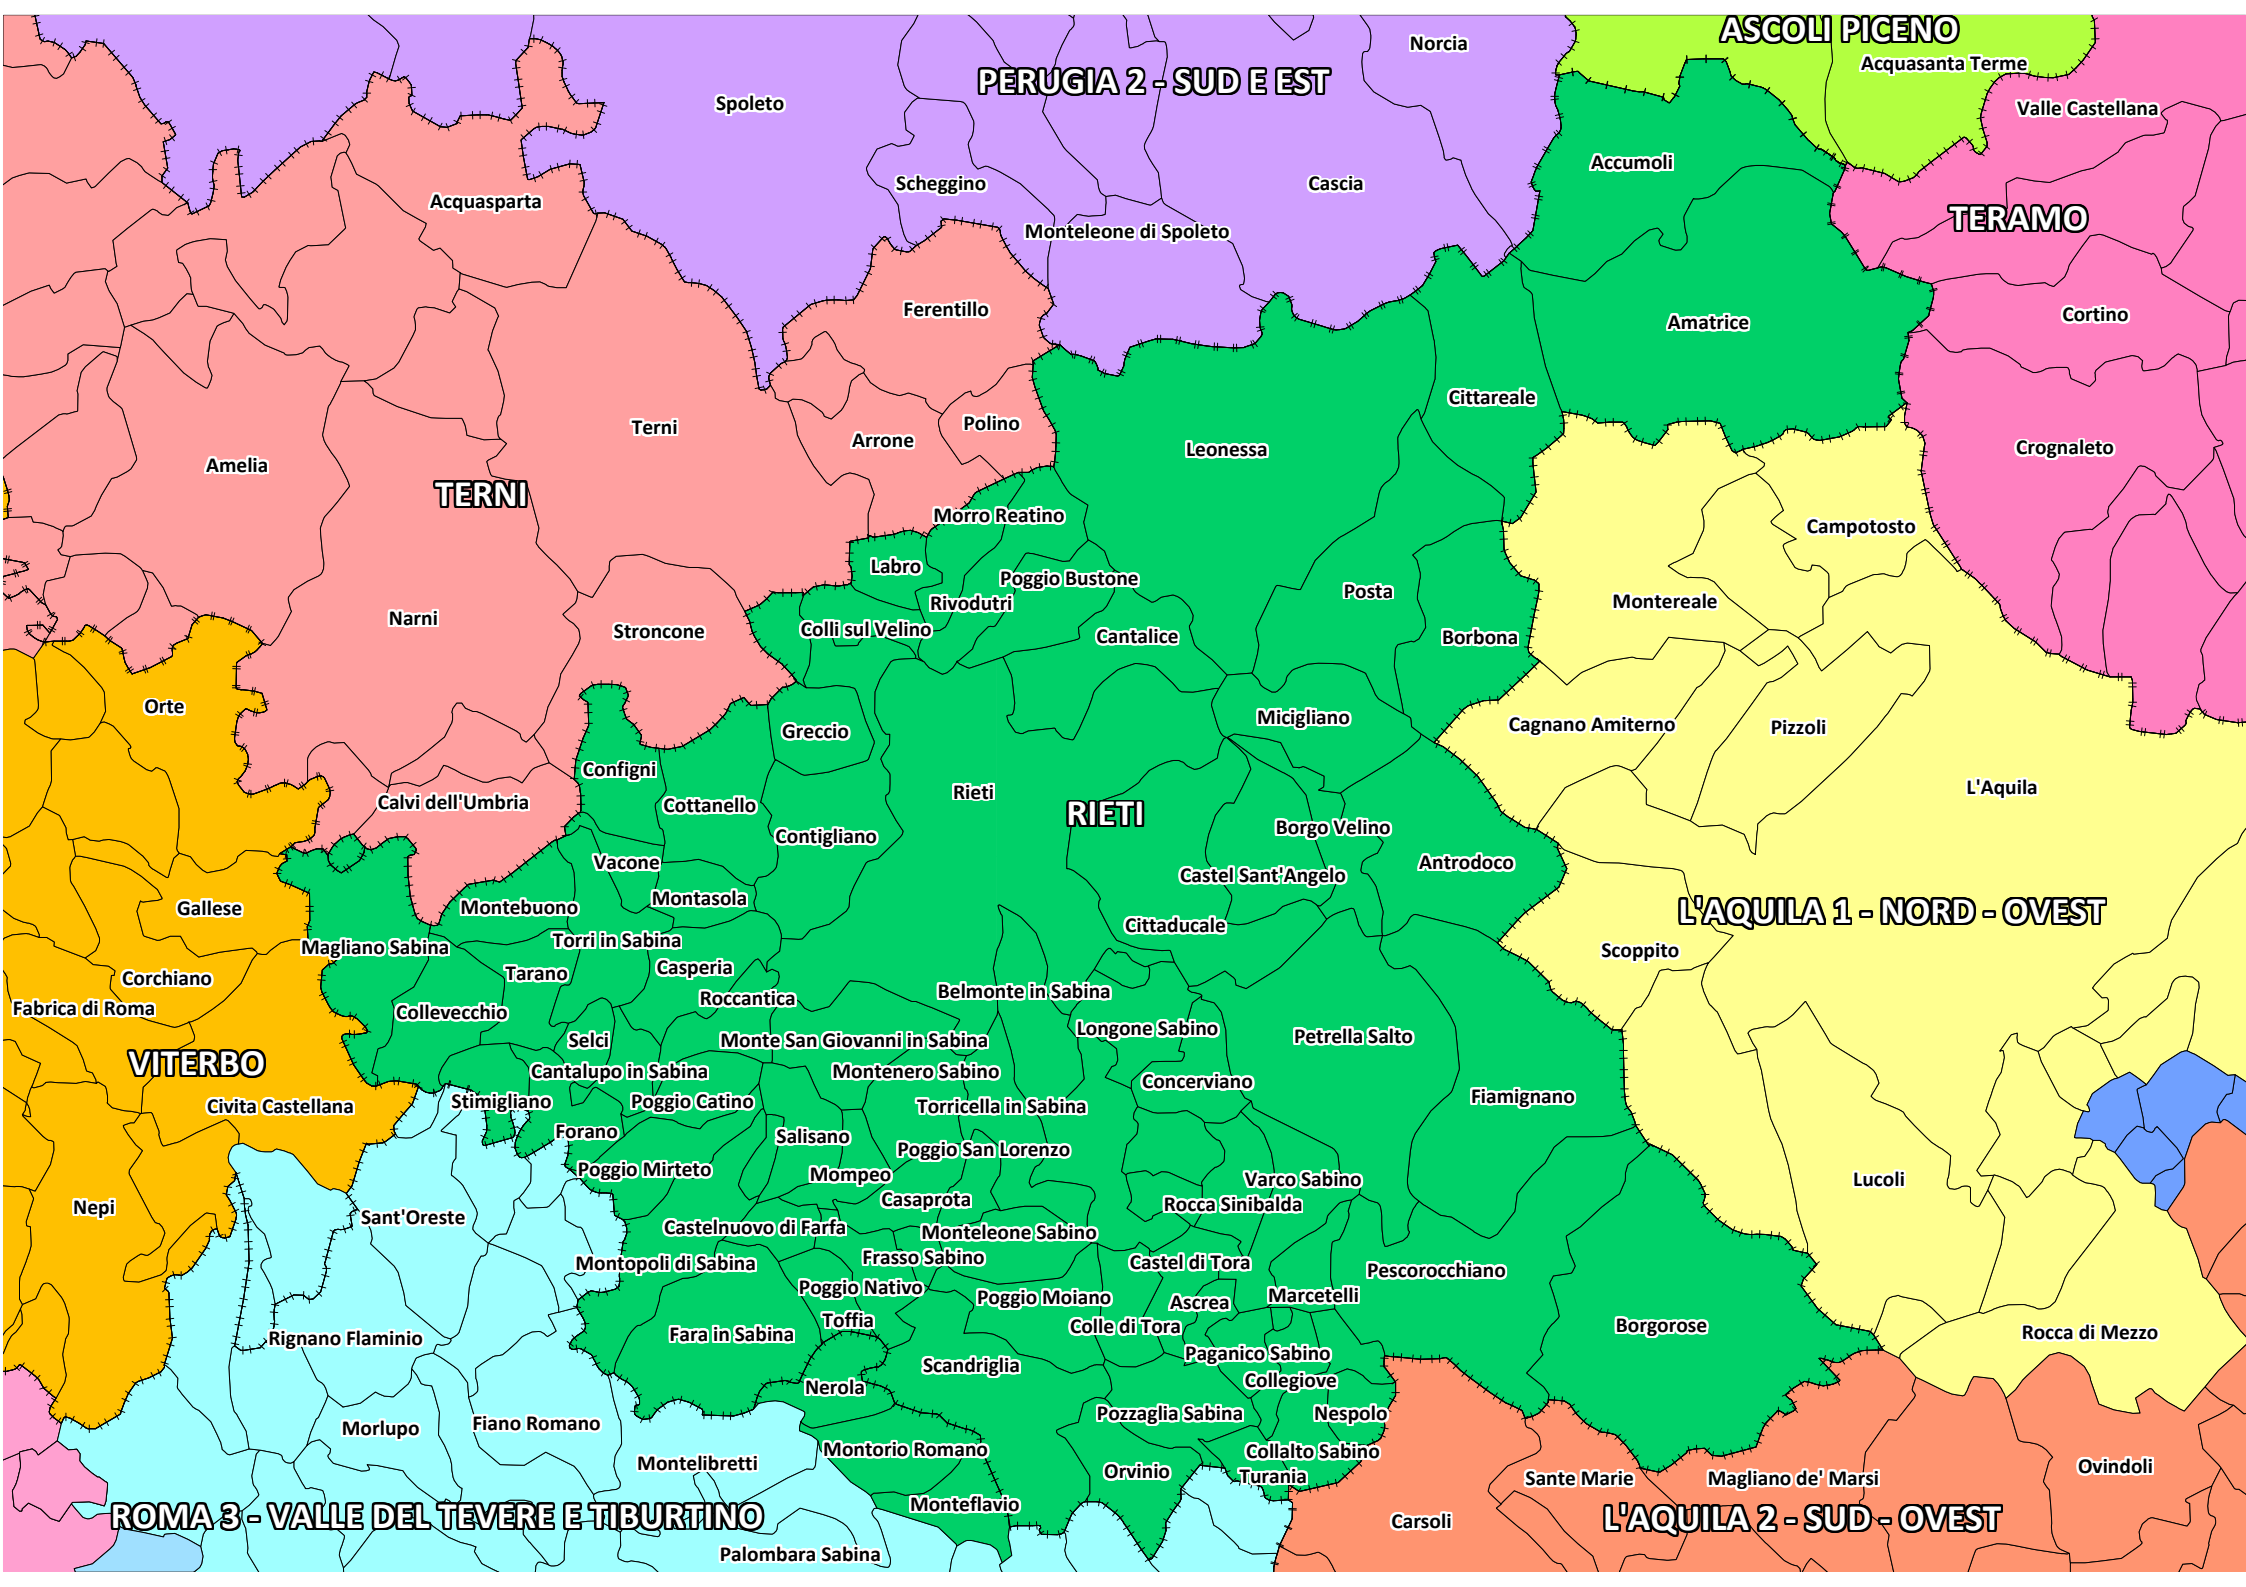 ASCOLI PICENO
Norcia
Acquasanta Terme
PERUGIA 2 - SUD E EST
Spoleto
Valle Castellana
Accumoli
Scheggino
Cascia
Acquasparta
TERAMO
Monteleone di Spoleto
Ferentillo
Cortino
Amatrice
Cittareale
Polino
Terni
Arrone
Crognaleto
Leonessa
Amelia
TERNI
Morro Reatino
Campotosto
Labro
Poggio Bustone
Posta
Montereale
Rivodutri
Narni
Stroncone
Colli sul Velino
Cantalice
Borbona
Orte
Micigliano
Cagnano Amiterno
Pizzoli
Greccio
Configni
L'Aquila
Rieti
Calvi dell'Umbria
Cottanello
RIETI
Borgo Velino
Contigliano
Vacone
Antrodoco
Castel Sant'Angelo
Montasola
Gallese
Montebuono
L'AQUILA 1 - NORD - OVEST
Cittaducale
Torri in Sabina
Magliano Sabina
Scoppito
Casperia
Tarano
Corchiano
Belmonte in Sabina
Roccantica
Fabrica di Roma
Collevecchio
Longone Sabino
Petrella Salto
Selci
Monte San Giovanni in Sabina
VITERBO
Cantalupo in Sabina
Montenero Sabino
Concerviano
Fiamignano
Stimigliano
Poggio Catino
Civita Castellana
Torricella in Sabina
Forano
Salisano
Poggio San Lorenzo
Poggio Mirteto
Mompeo
Varco Sabino
Lucoli
Casaprota
Rocca Sinibalda
Nepi
Sant'Oreste
Castelnuovo di Farfa
Monteleone Sabino
Frasso Sabino
Montopoli di Sabina
Castel di Tora
Pescorocchiano
Poggio Nativo
Poggio Moiano
Marcetelli
Ascrea
Toffia
Colle di Tora
Borgorose
Rocca di Mezzo
Fara in Sabina
Rignano Flaminio
Paganico Sabino
Scandriglia
Collegiove
Nerola
Pozzaglia Sabina
Nespolo
Fiano Romano
Morlupo
Montorio Romano
Collalto Sabino
Montelibretti
Orvinio
Turania
Ovindoli
Sante Marie
Magliano de' Marsi
Monteflavio
ROMA 3 - VALLE DEL TEVERE E TIBURTINO
L'AQUILA 2 - SUD - OVEST
Carsoli
Palombara Sabina